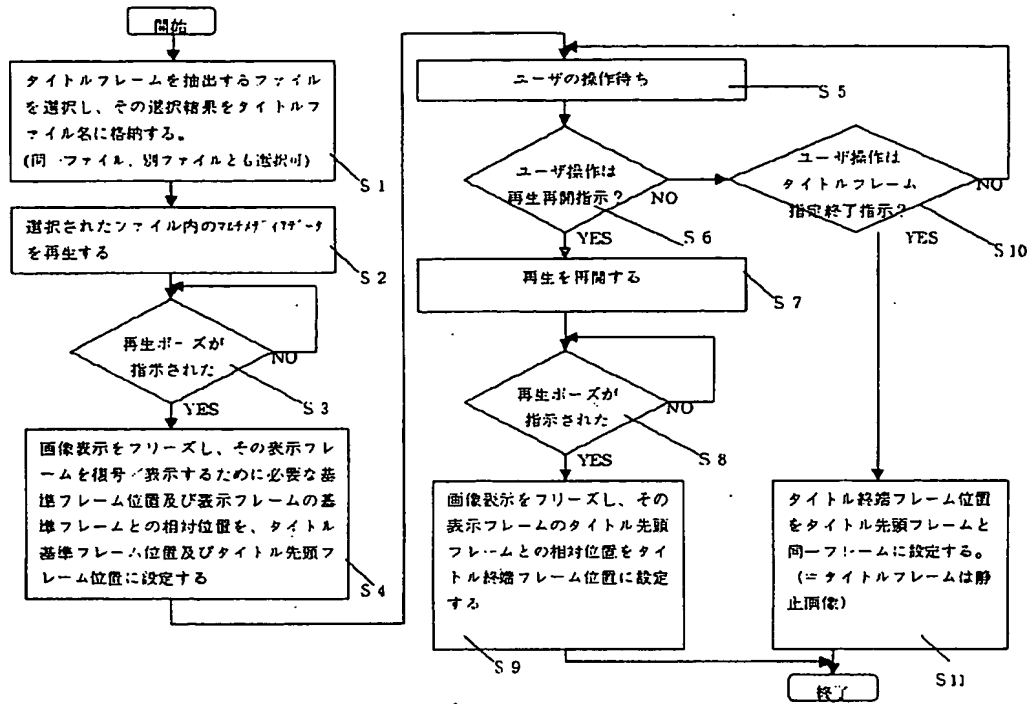 開始
タイトルフレームを抽出するファイル
を選択し、その選択結果をタイトルフ
ァイル名に格納する。
(同一ファイル、別ファイルとも選択可)
S1
選択されたファイル内のマルチメディアデータ
を再生する
S2
再生ポーズが
指示された
NO
S3
YES
画像表示をフリーズし、その表示フレ
ームを復号/表示するために必要な基
準フレーム位置及び表示フレームの基
準フレームとの相対位置を、タイトル
基準フレーム位置及びタイトル先頭フ
レーム位置に設定する
S4
ユーザの操作待ち
S5
ユーザ操作は
再生再開指示?
NO
S6
YES
再生を再開する
S7
再生ポーズが
指示された
NO
S8
YES
画像表示をフリーズし、その
表示フレームのタイトル先頭
フレームとの相対位置をタイ
トル終端フレーム位置に設定
する
S9
ユーザ操作は
タイトルフレーム
指定終了指示?
NO
YES
S10
タイトル終端フレーム位置
をタイトル先頭フレームと
同一フレームに設定する。
(=タイトルフレームは静
止画像)
S11
終了